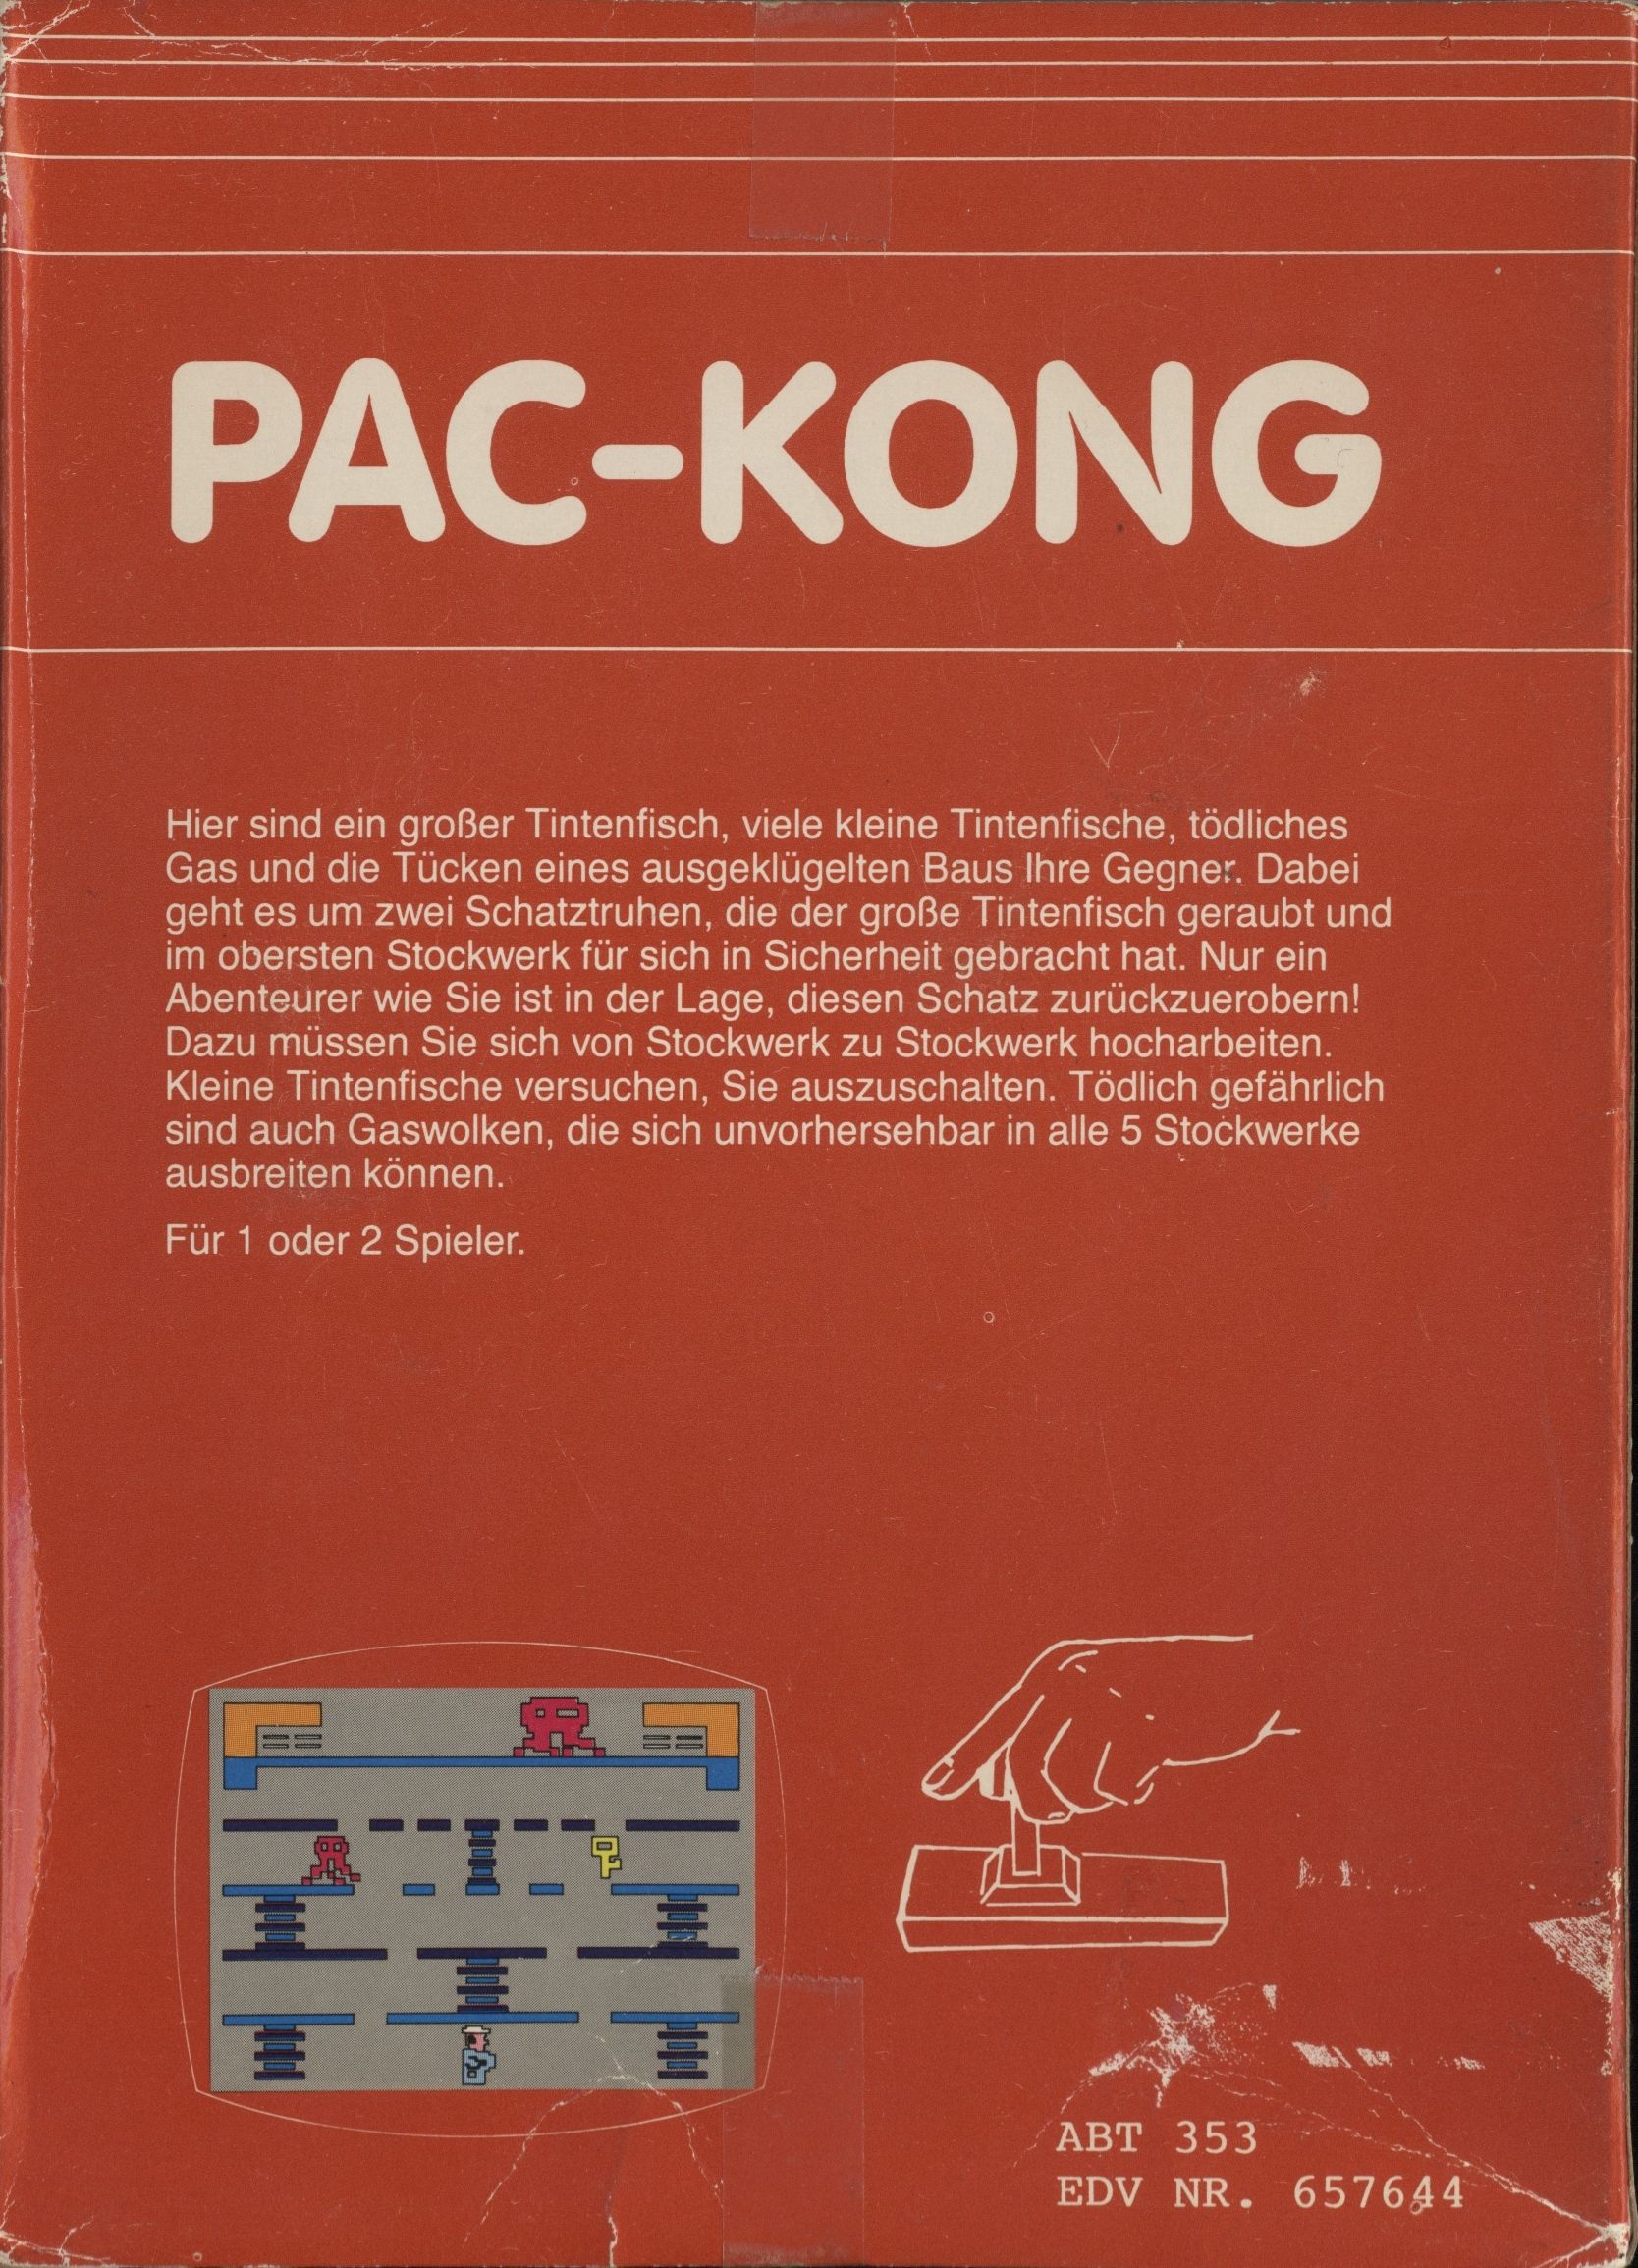 PAC-KONG
Hier sind ein großer Tintenfisch, viele kleine Tintenfische, tödliches
Gas und die Tücken eines ausgeklügelten Baus Ihre Gegner. Dabei
geht es um zwei Schatztruhen, die der große Tintenfisch geraubt und
im obersten Stockwerk für sich in Sicherheit gebracht hat. Nur ein
Abenteurer wie Sie ist in der Lage, diesen Schatz zurückzuerobern!
Dazu müssen Sie sich von Stockwerk zu Stockwerk hocharbeiten.
Kleine Tintenfische versuchen, Sie auszuschalten. Tödlich gefährlich
sind auch Gaswolken, die sich unvorhersehbar in alle 5 Stockwerke
ausbreiten können.
Für 1 oder 2 Spieler.
ABT 353
EDV NR. 657644